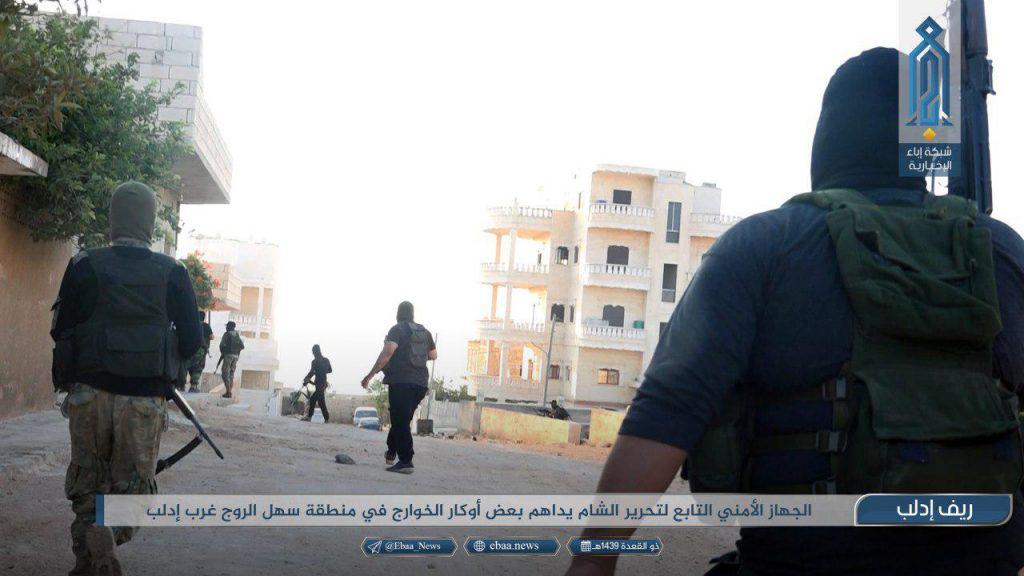 شبكة إباء
الإخبارية
ريف إدلب
الجهاز الأمني التابع لتحرير الشام يداهم بعض أوكار الخوارج في منطقة سهل الروج غرب إدلب
@Ebaa_News
ebaa.news
ذو القعدة 1439هـ